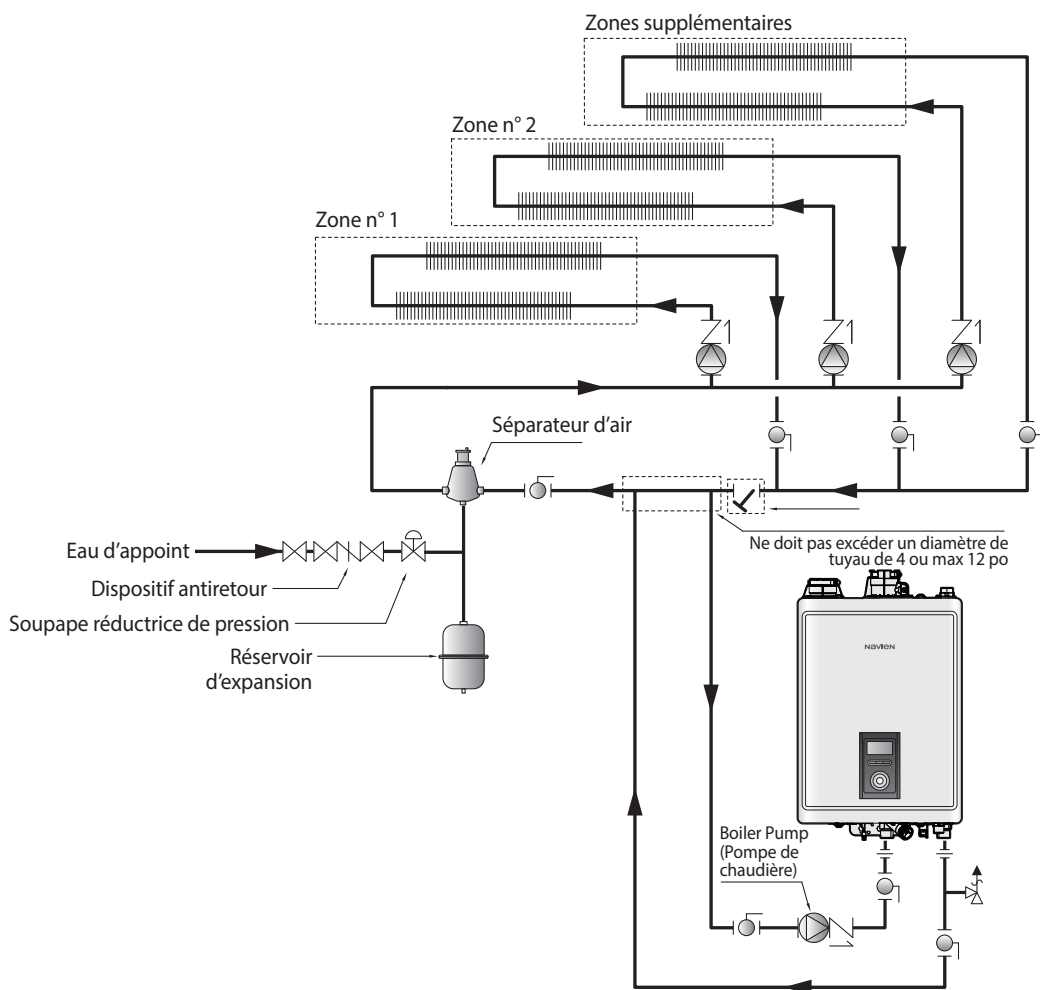 Zones supplémentaires
Zone n° 2
Zone n° 1
Séparateur d’air
Eau d’appoint
Dispositif antiretour
Soupape réductrice de pression
Réservoir
d’expansion
Ne doit pas excéder un diamètre de
tuyau de 4 ou max 12 po
NAVIEN
Boiler Pump
(Pompe de
chaudière)